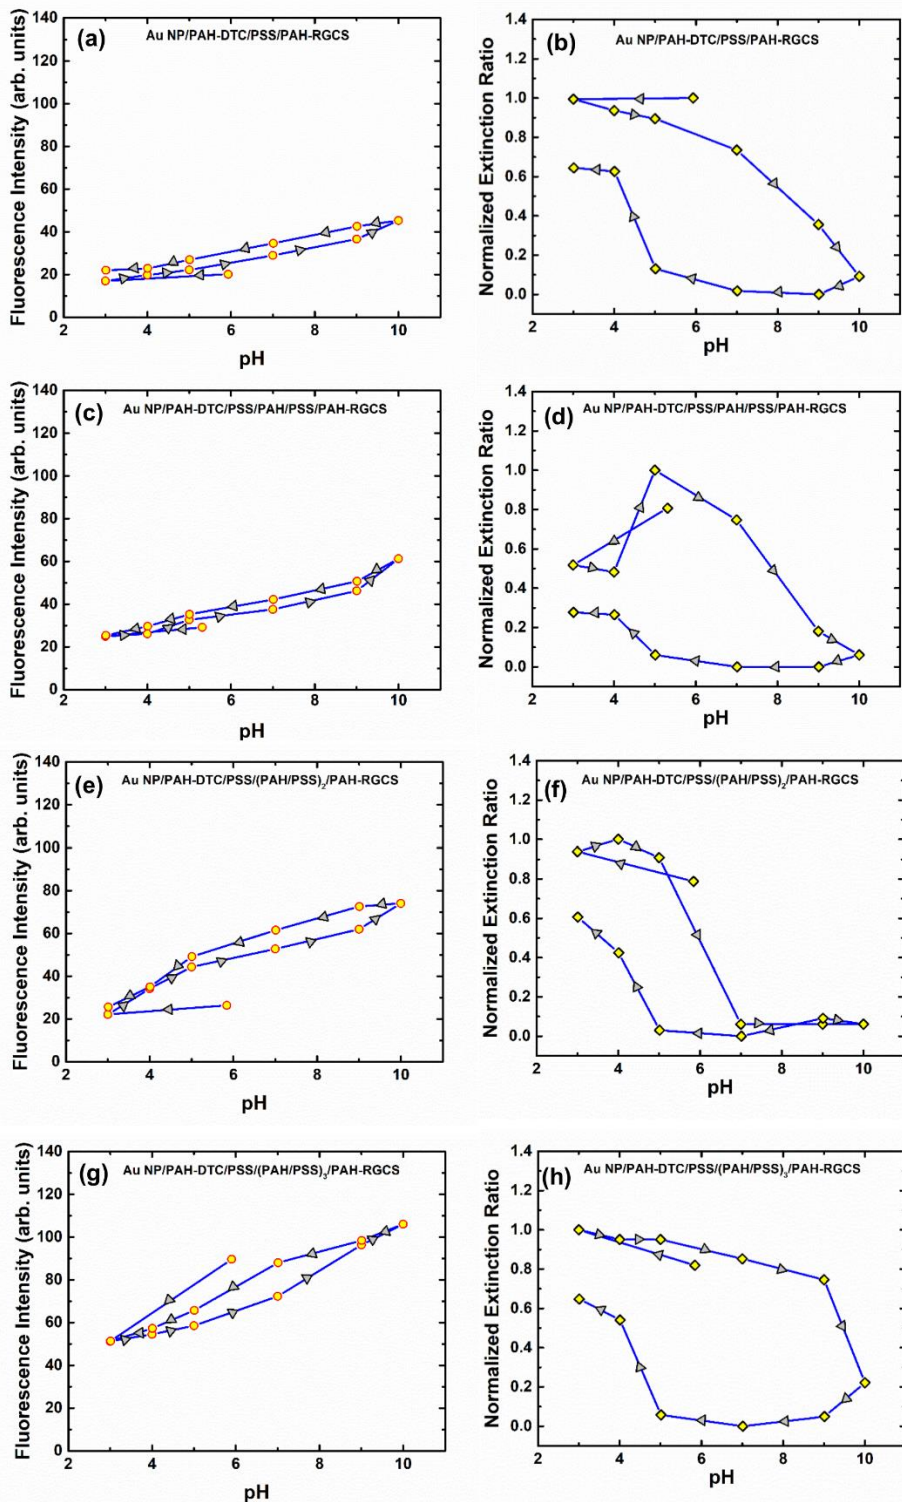 (a) Au NP/PAH-DTC/PSS/PAH-RGCS
Fluorescence Intensity (arb. units)
140
120
100
80
60
40
20
0
2 4 6 8 10
pH
(b) Au NP/PAH-DTC/PSS/PAH-RGCS
Normalized Extinction Ratio
1.4
1.2
1.0
0.8
0.6
0.4
0.2
0.0
2 4 6 8 10
pH
(c) Au NP/PAH-DTC/PSS/PAH/PSS/PAH-RGCS
Fluorescence Intensity (arb. units)
140
120
100
80
60
40
20
0
2 4 6 8 10
pH
(d) Au NP/PAH-DTC/PSS/PAH/PSS/PAH-RGCS
Normalized Extinction Ratio
1.4
1.2
1.0
0.8
0.6
0.4
0.2
0.0
2 4 6 8 10
pH
(e) Au NP/PAH-DTC/PSS/(PAH/PSS)₂/PAH-RGCS
Fluorescence Intensity (arb. units)
140
120
100
80
60
40
20
0
2 4 6 8 10
pH
(f) Au NP/PAH-DTC/PSS/(PAH/PSS)₂/PAH-RGCS
Normalized Extinction Ratio
1.4
1.2
1.0
0.8
0.6
0.4
0.2
0.0
2 4 6 8 10
pH
(g) Au NP/PAH-DTC/PSS/(PAH/PSS)₃/PAH-RGCS
Fluorescence Intensity (arb. units)
140
120
100
80
60
40
20
0
2 4 6 8 10
pH
(h) Au NP/PAH-DTC/PSS/(PAH/PSS)₃/PAH-RGCS
Normalized Extinction Ratio
1.4
1.2
1.0
0.8
0.6
0.4
0.2
0.0
2 4 6 8 10
pH